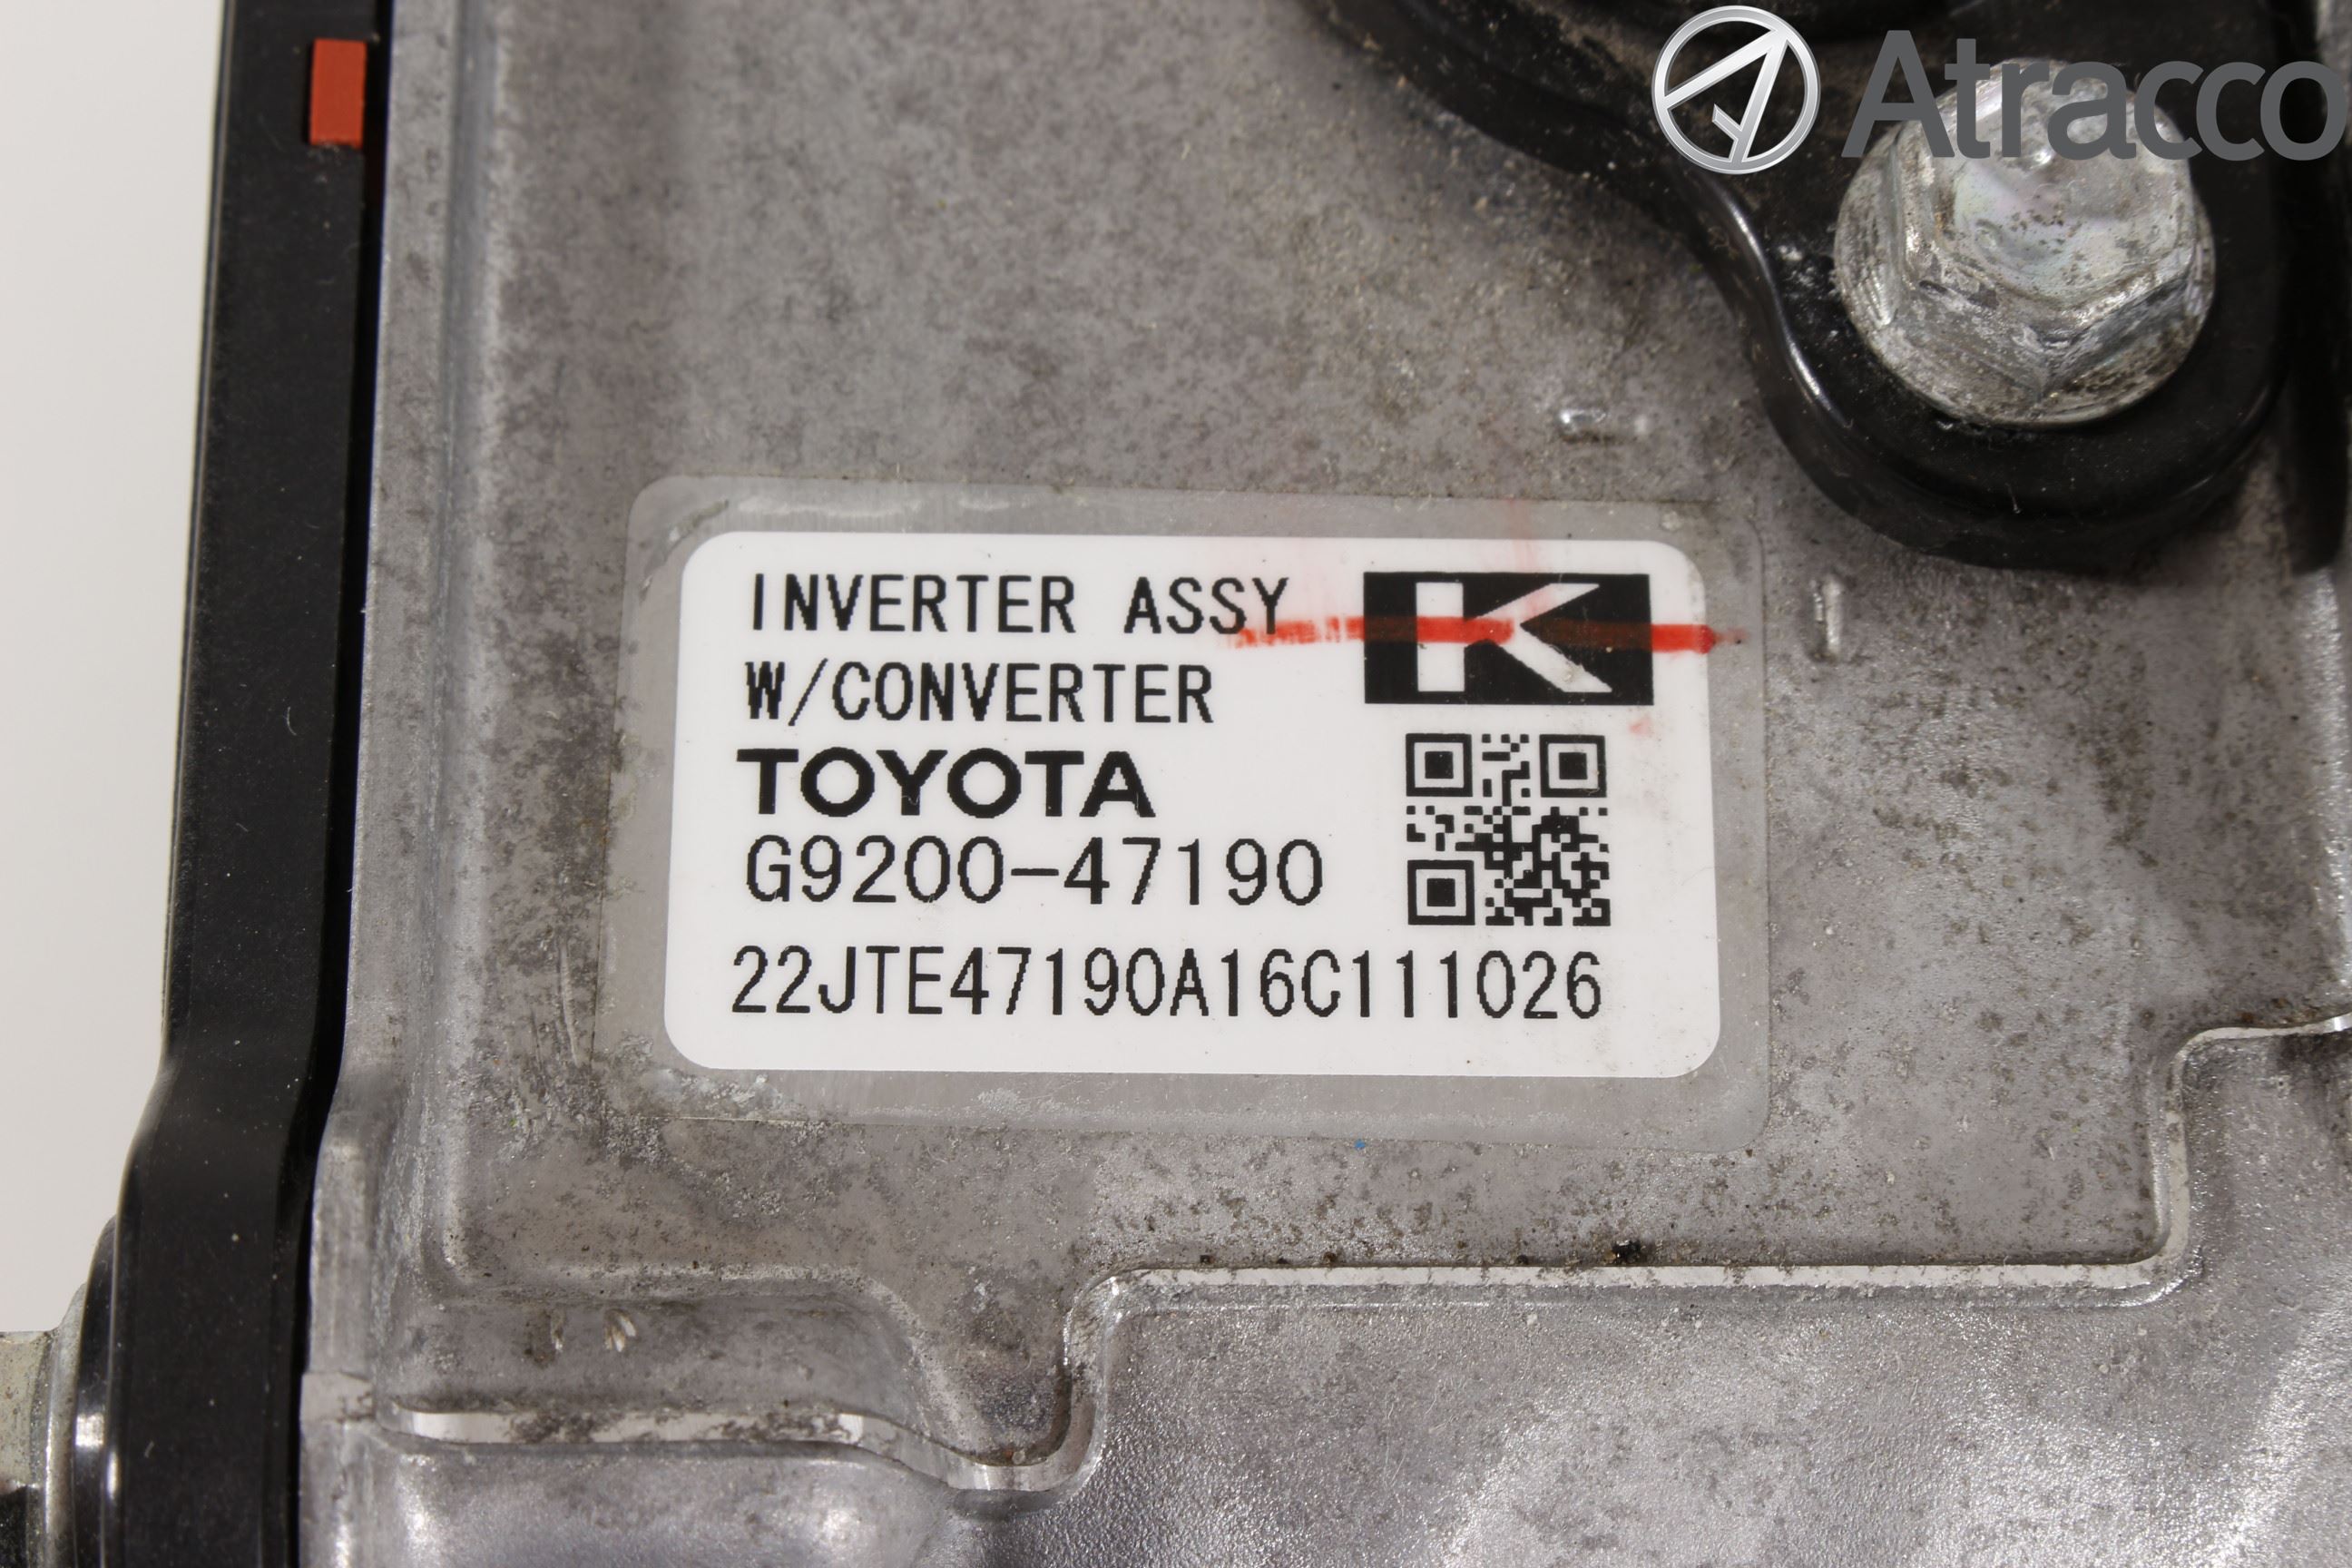 Atracco
INVERTER ASSY
K
W/CONVERTER
TOYOTA
G9200-47190
22JTE47190A16C111026